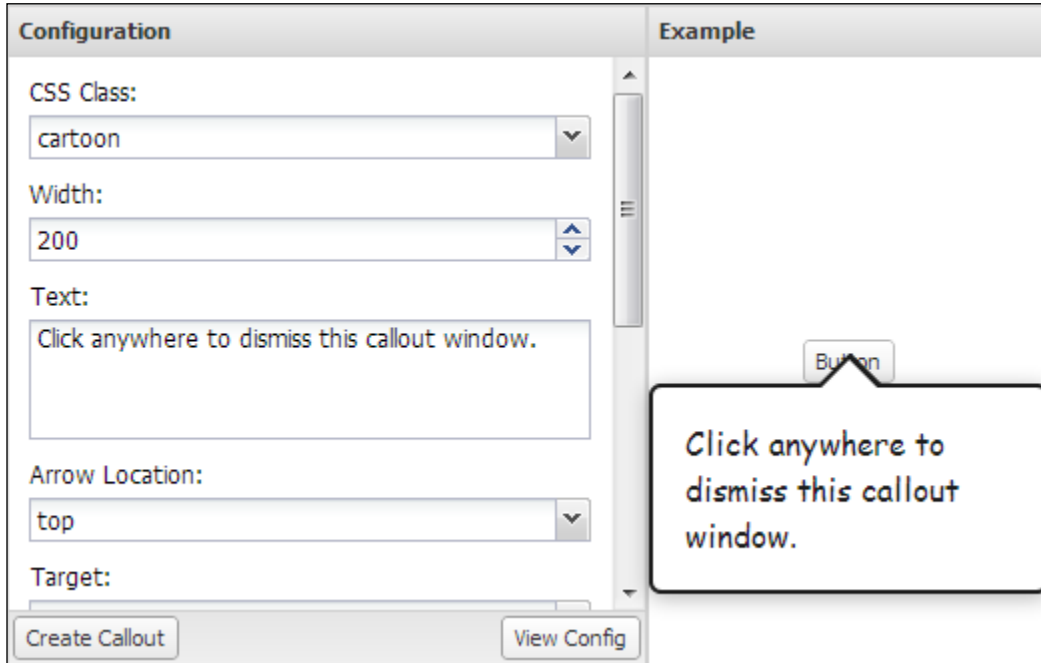 Configuration
CSS Class:
cartoon
Width:
200
Text:
Click anywhere to dismiss this callout window.
Arrow Location:
top
Target:
Create Callout
View Config
Example
Button
Click anywhere to
dismiss this callout
window.